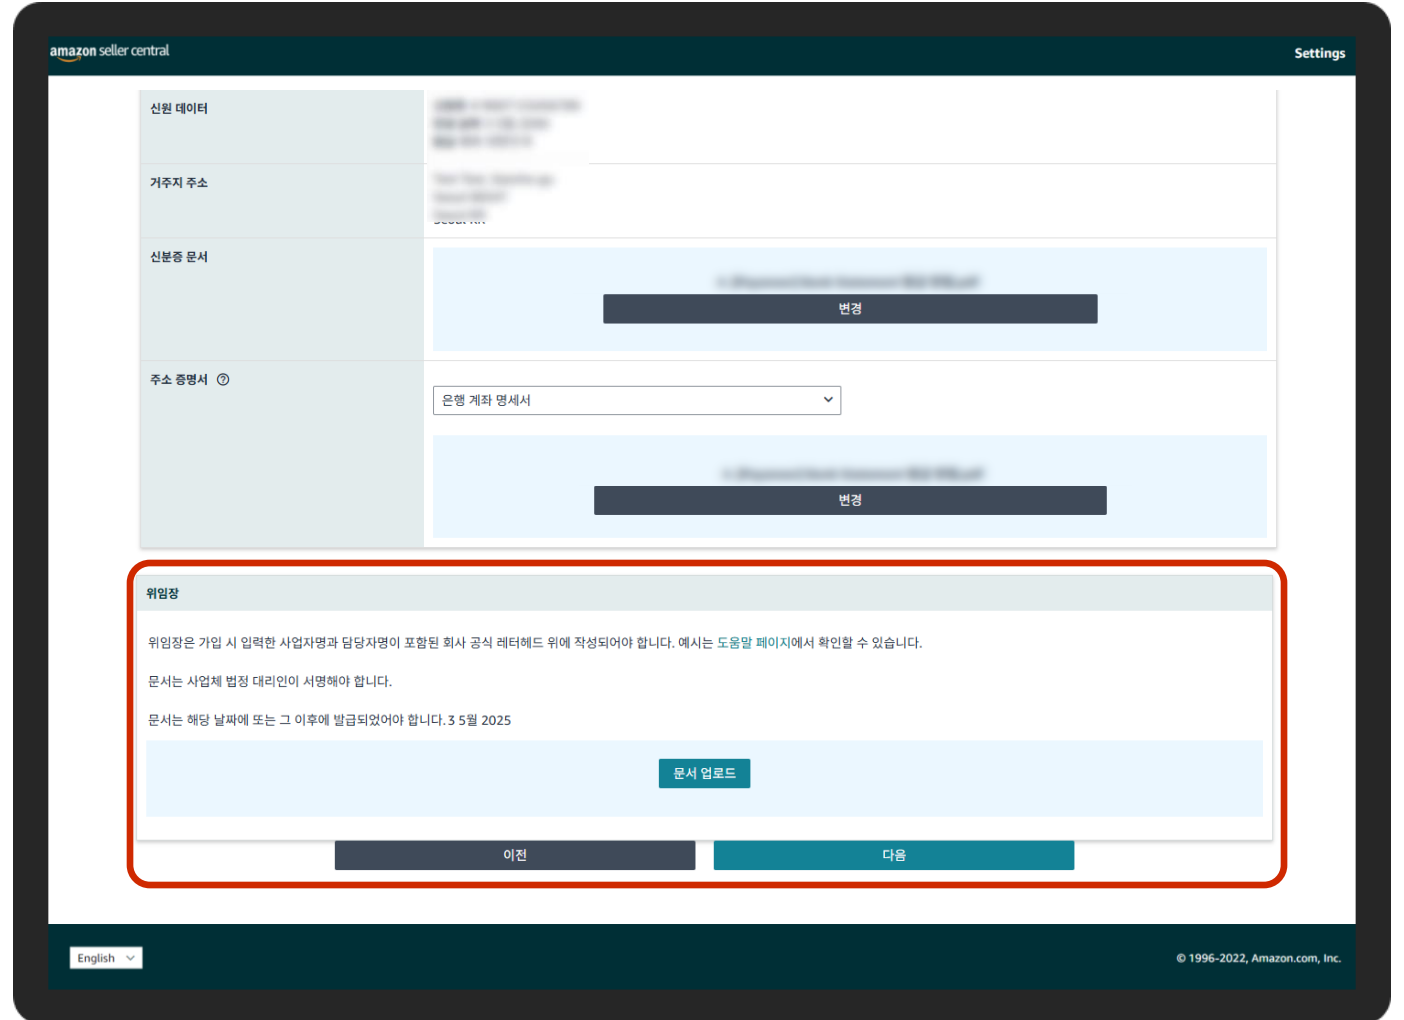 amazon seller central
Settings
신원 데이터
거주지 주소
신분증 문서
변경
주소 증명서 ?
은행 계좌 명세서
변경
위임장
위임장은 가입 시 입력한 사업자명과 담당자명이 포함된 회사 공식 레터헤드 위에 작성되어야 합니다. 예시는 도움말 페이지에서 확인할 수 있습니다.
문서는 사업체 법정 대리인이 서명해야 합니다.
문서는 해당 날짜에 또는 그 이후에 발급되었어야 합니다. 3 5월 2025
문서 업로드
이전
다음
English
© 1996-2022, Amazon.com, Inc.